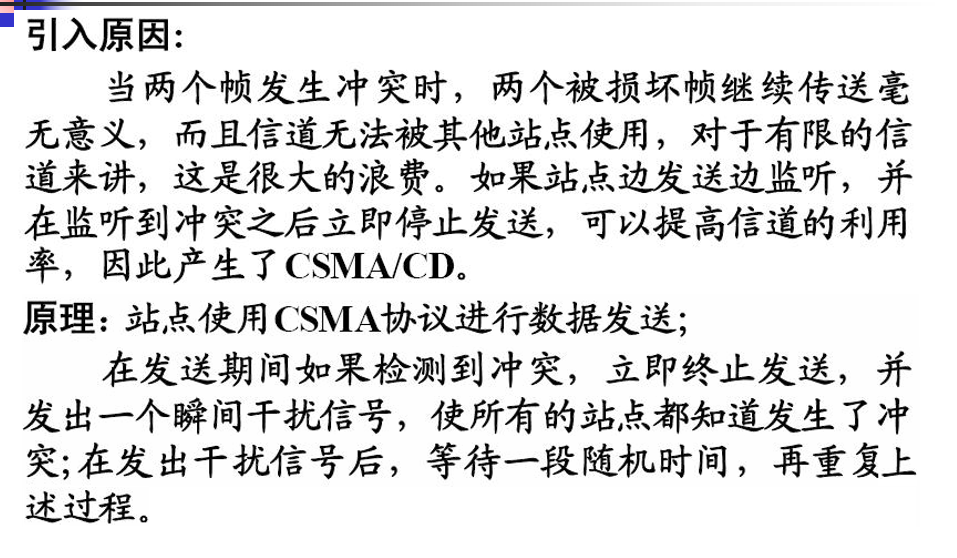 引入原因:
当两个帧发生冲突时，两个被损坏帧继续传送毫
无意义，而且信道无法被其他站点使用，对于有限的信
道来讲，这是很大的浪费。如果站点边发送边监听，并
在监听到冲突之后立即停止发送，可以提高信道的利用
率，因此产生了CSMA/CD。
原理: 站点使用CSMA协议进行数据发送;
在发送期间如果检测到冲突，立即终止发送，并
发出一个瞬间干扰信号，使所有的站点都知道发生了冲
突;在发出干扰信号后，等待一段随机时间，再重复上
述过程。